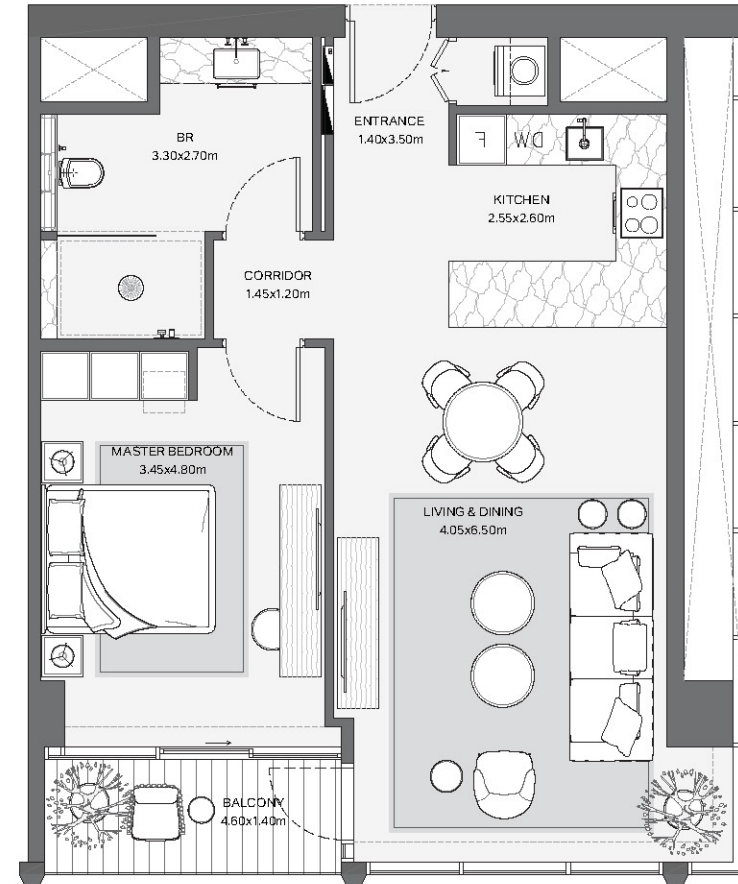 ENTRANCE
1.40x3.50m
BR
3.30x2.70m
F
DW
KITCHEN
2.55x2.60m
CORRIDOR
1.45x1.20m
MASTER BEDROOM
3.45x4.80m
LIVING & DINING
4.05x6.50m
BALCONY
4.60x1.40m